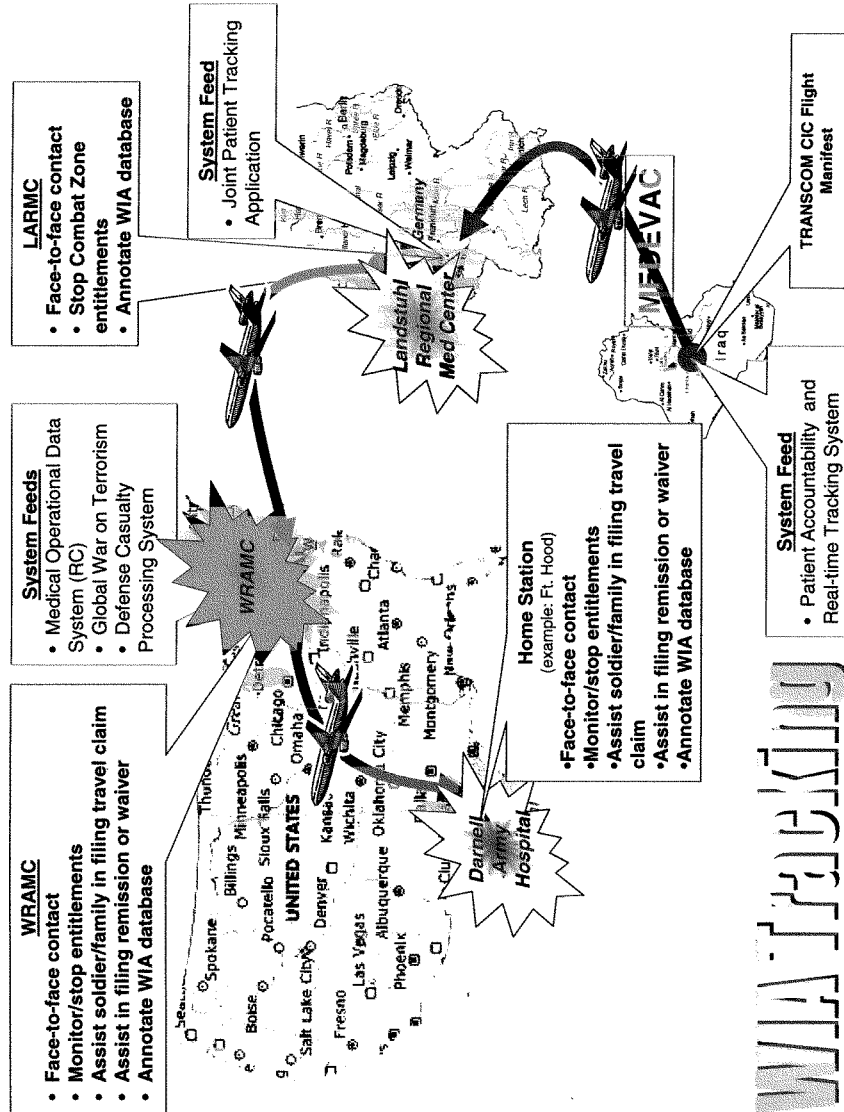 WIA Tracking
WRAMC
• Face-to-face contact
• Monitor/stop entitlements
• Assist soldier/family in filing travel claim
• Assist in filing remission or waiver
• Annotate WIA database
System Feeds
• Medical Operational Data
System (RC)
• Global War on Terrorism
• Defense Casualty
Processing System
LARMC
• Face-to-face contact
• Stop Combat Zone
entitlements
• Annotate WIA database
System Feed
• Joint Patient Tracking
Application
WRAMC
Landstuhl
Regional
Med Center
Darnell
Army
Hospital
Home Station
(example: Ft. Hood)
•Face-to-face contact
•Monitor/stop entitlements
•Assist soldier/family in filing travel
claim
•Assist in filing remission or waiver
•Annotate WIA database
MEDEVAC
TRANSCOM CIC Flight
Manifest
System Feed
• Patient Accountability and
Real-time Tracking System
Spokane
Billings
Minneapolis
Boise
Pocatello
Sioux Falls
Chicago
UNITED STATES
Omaha
Salt Lake City
Denver
Fresno
Las Vegas
Wichita
Albuquerque
Oklahoma City
Phoenix
Memphis
Atlanta
Montgomery
Berlin
Potsdam
Magdeburg
Leipzig
Weimar
Germany
Frankfurt
Iraq